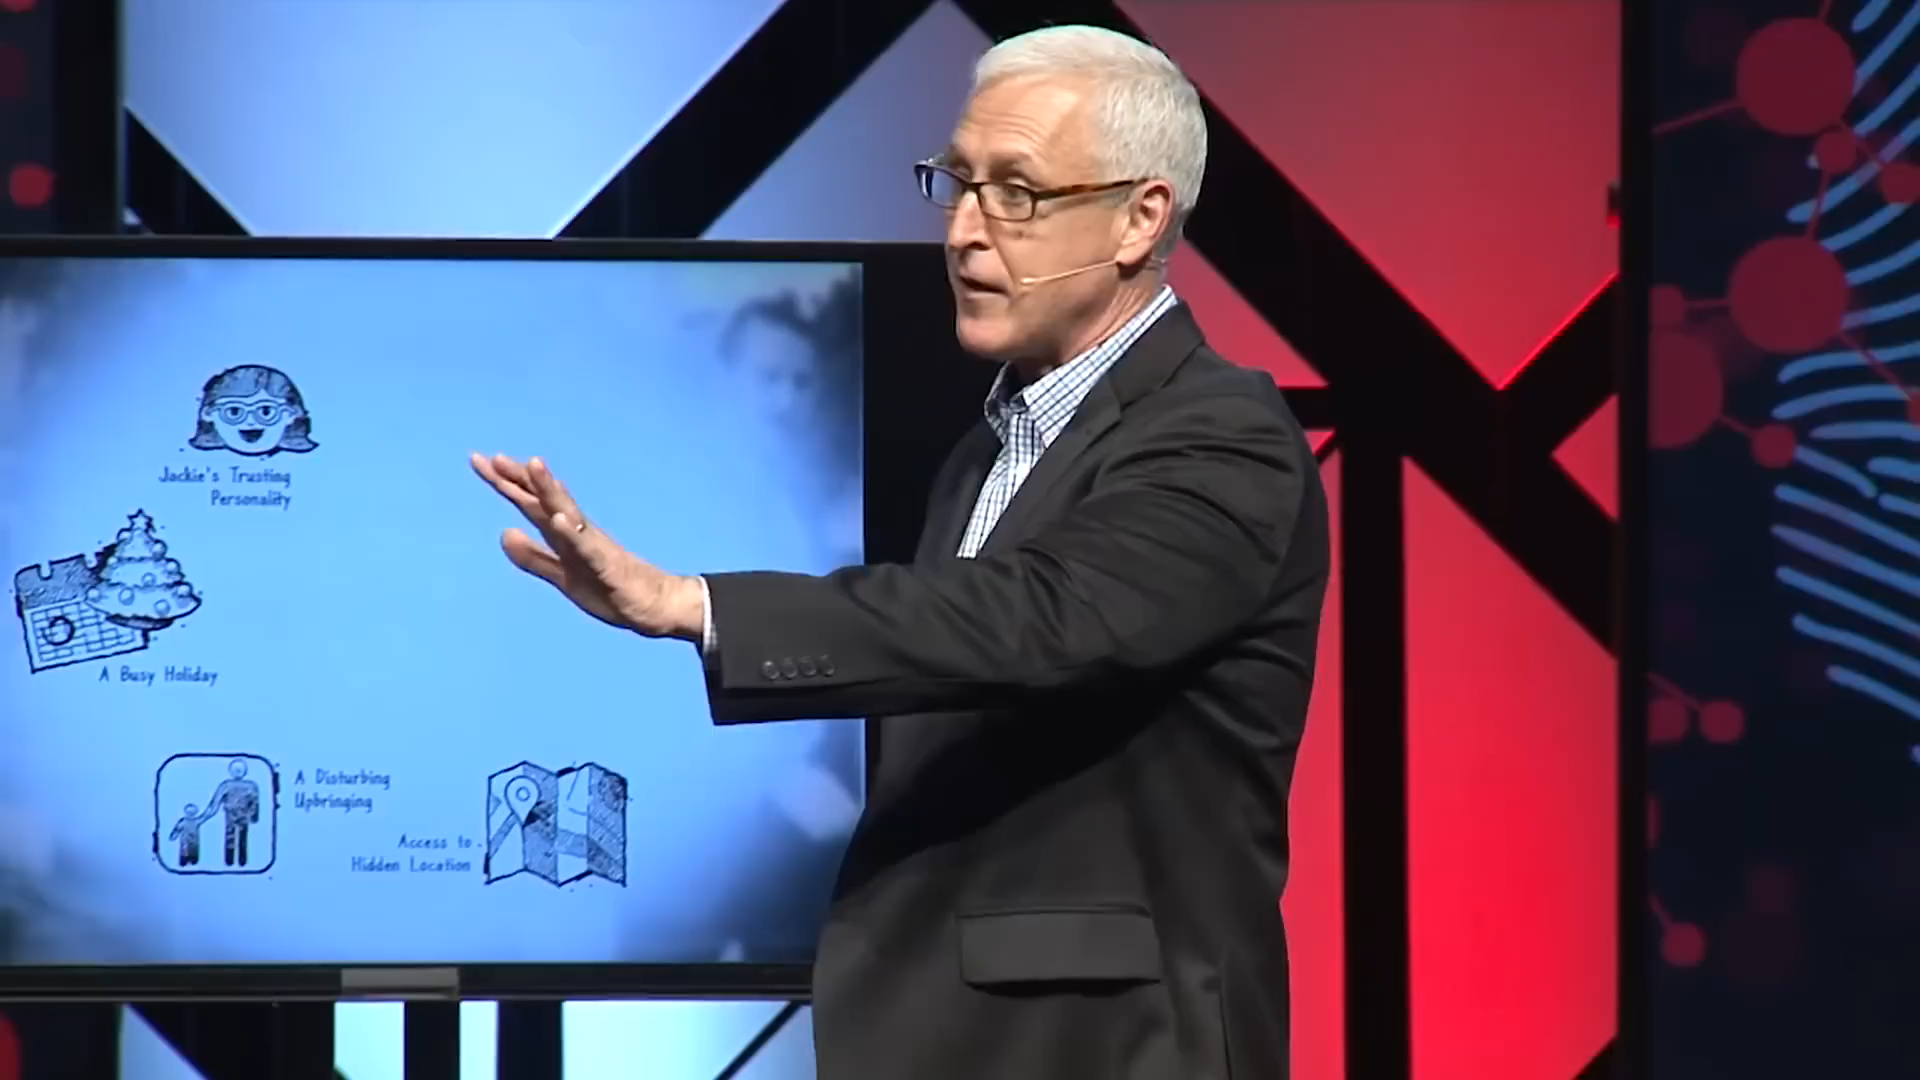 Jackie's Trusting
Personality
A Busy Holiday
A Disturbing
Upbringing
Access to
Hidden Location